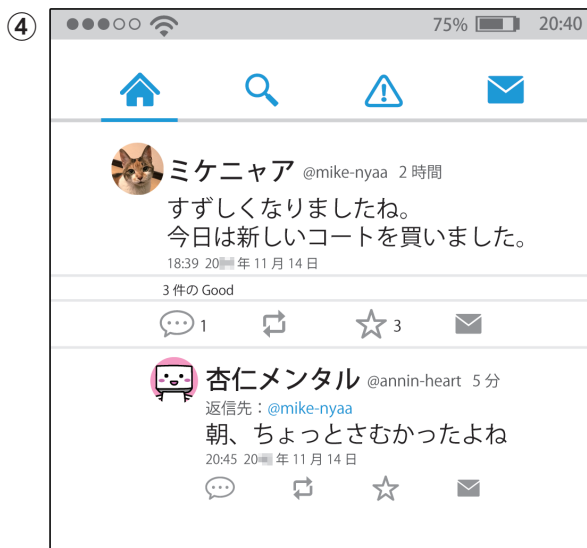 ④
75% 20:40
ミケニャア @mike-nyaa 2時間
すずしくなりましたね。
今日は新しいコートを買いました。
18:39 20 年 11 月 14 日
3 件の Good
1 3
杏仁メンタル @annin-heart 5 分
返信先：@mike-nyaa
朝、ちょっとさむかったよね
20:45 20 年 11 月 14 日